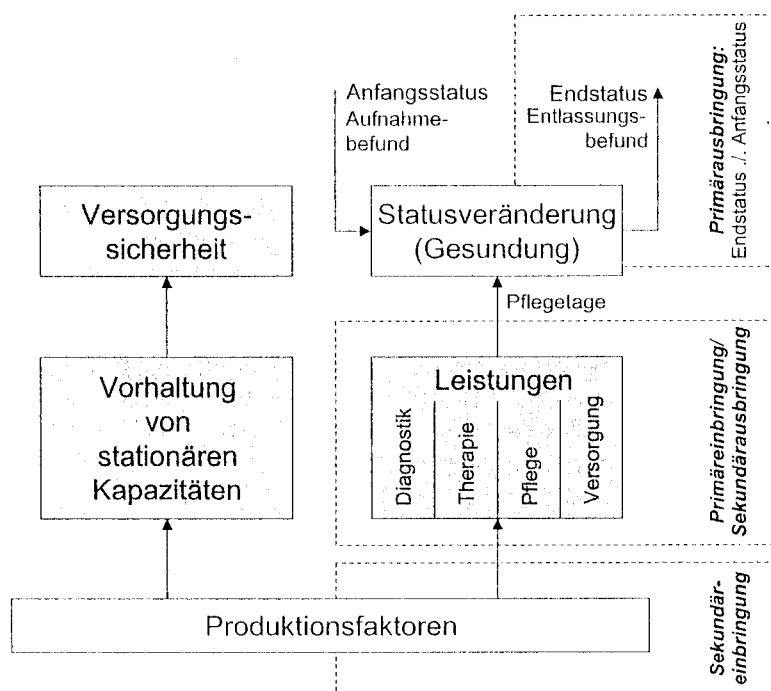 Anfangsstatus
Aufnahme-
befund
Endstatus
Entlassungs-
befund
Primärausbringung:
Endstatus ./. Anfangsstatus
Versorgungs-
sicherheit
Statusveränderung
(Gesundung)
Pflegetage
Vorhaltung
von
stationären
Kapazitäten
Leistungen
Diagnostik
Therapie
Pflege
Versorgung
Primäreinbringung/
Sekundärausbringung
Produktionsfaktoren
Sekundär-
einbringung